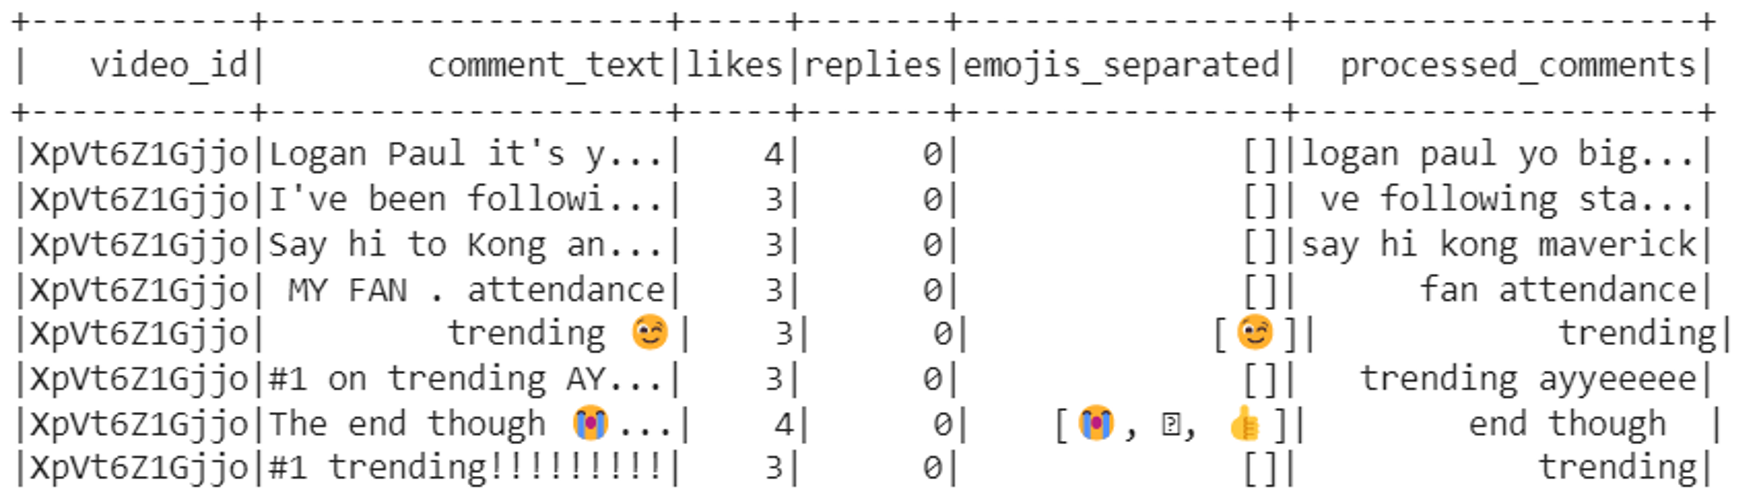 +-----------+--------------------+-----+-------+----------------+--------------------+
|   video_id|        comment_text|likes|replies|emojis_separated|  processed_comments|
+-----------+--------------------+-----+-------+----------------+--------------------+
|XpVt6Z1Gjjo|Logan Paul it's y...|    4|      0|              []|logan paul yo big...|
|XpVt6Z1Gjjo|I've been followi...|    3|      0|              []| ve following sta...|
|XpVt6Z1Gjjo|Say hi to Kong an...|    3|      0|              []|say hi kong maverick|
|XpVt6Z1Gjjo| MY FAN . attendance|    3|      0|              []|      fan attendance|
|XpVt6Z1Gjjo|         trending 😉|    3|      0|            [😉]|            trending|
|XpVt6Z1Gjjo|#1 on trending AY...|    3|      0|              []|   trending ayyeeeee|
|XpVt6Z1Gjjo|The end though 😭...|    4|      0|    [😭, , 👍]|        end though  |
|XpVt6Z1Gjjo|#1 trending!!!!!!!!!|    3|      0|              []|            trending|